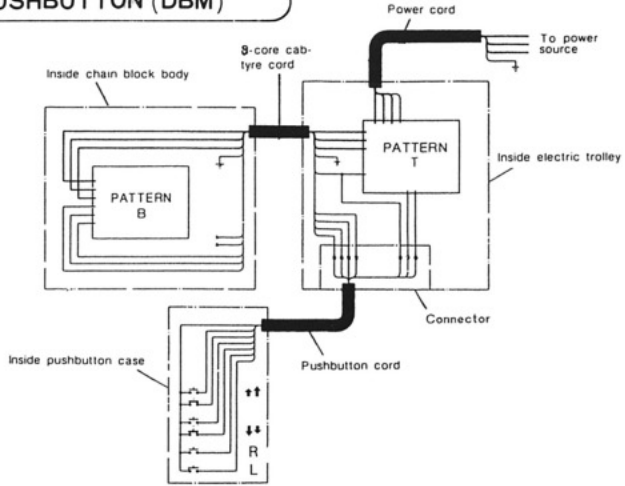 PUSHBUTTON (DBM)
Power cord
To power
source
9-core cab-
tyre cord
Inside chain block body
PATTERN
T
Inside electric trolley
PATTERN
B
Connector
Inside pushbutton case
Pushbutton cord
R
L